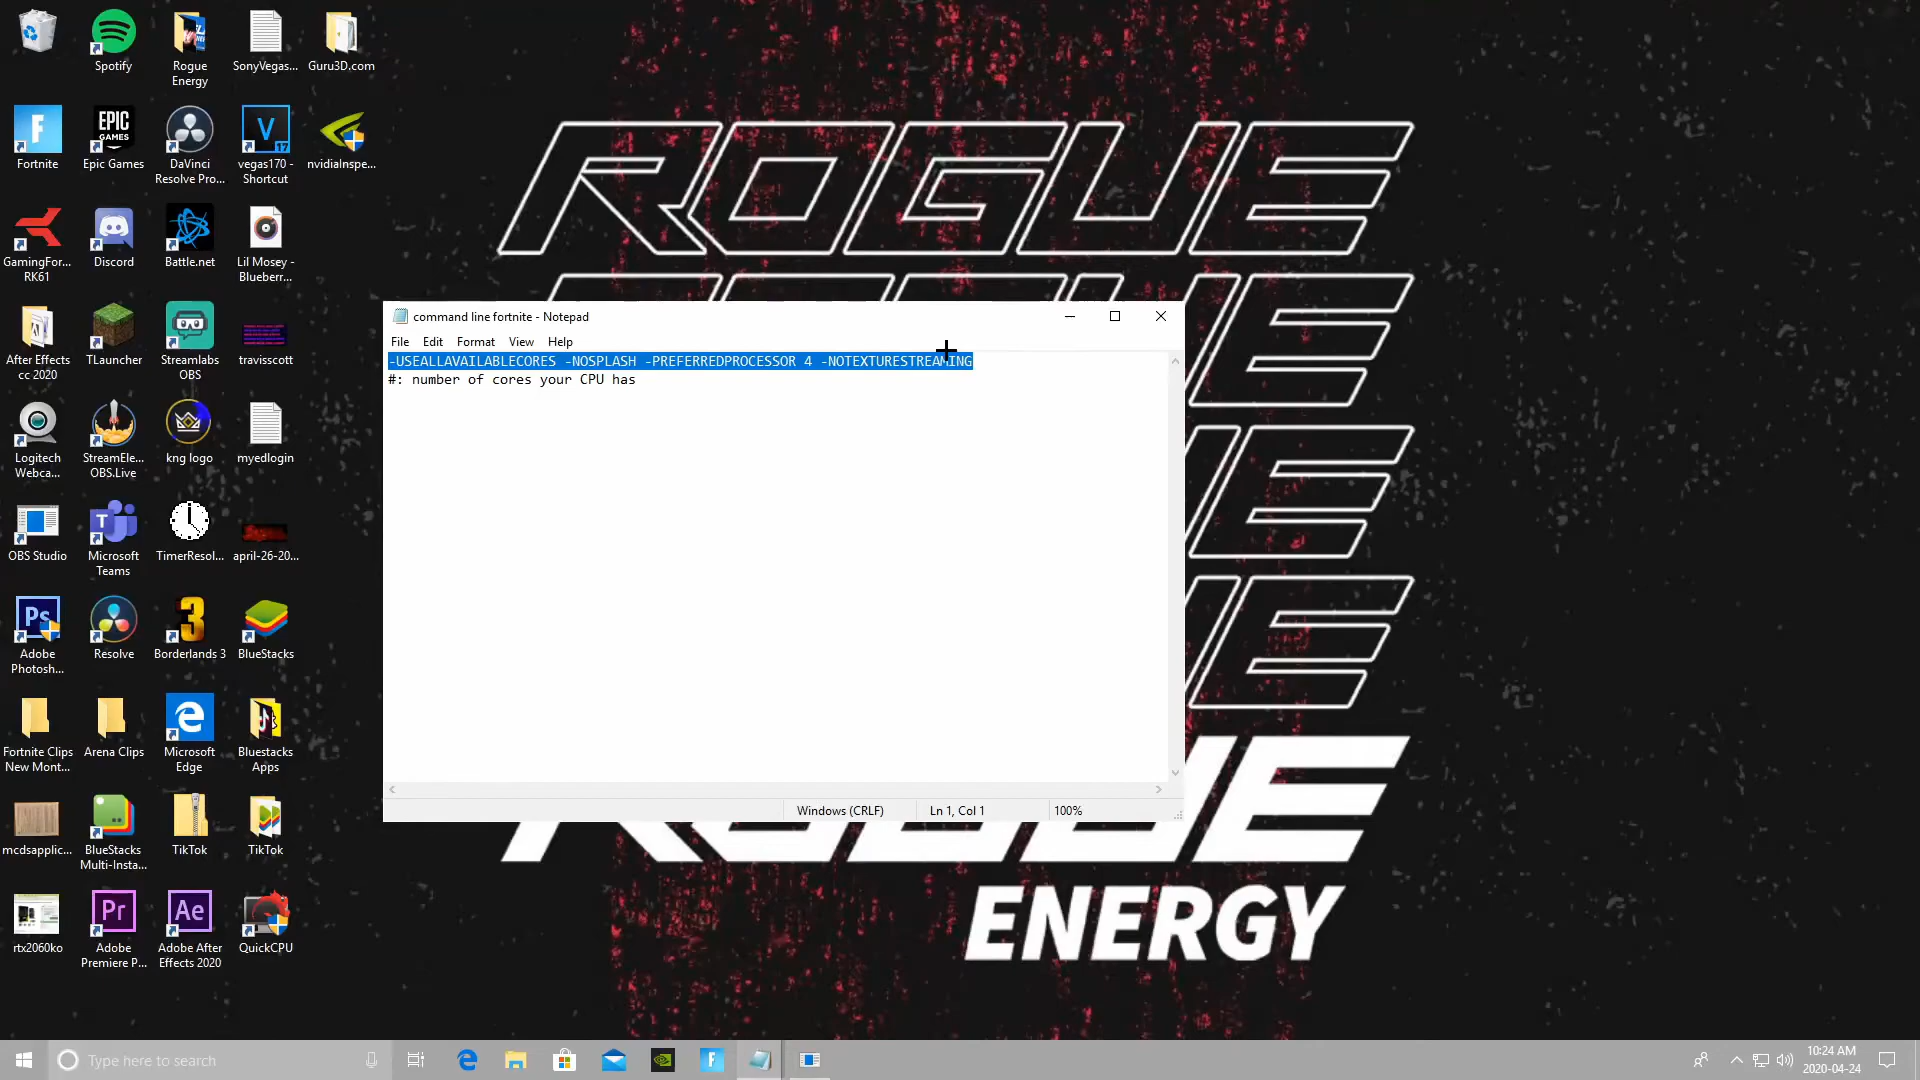 Spotify
Rogue
Energy
SonyVegas...
Guru3D.com
Fortnite
EPIC
GAMES
Epic Games
DaVinci
Resolve Pro...
V
17
vegas170 -
Shortcut
nvidiaInspe...
GamingFor...
RK61
Discord
Battle.net
Lil Mosey -
Blueberr...
After Effects
cc 2020
TLauncher
Streamlabs
OBS
travisscott
Logitech
Webca...
StreamEle...
OBS.Live
kng logo
myedlogin
OBS Studio
Microsoft
Teams
TimerResol...
april-26-20...
Ps
Adobe
Photosh...
Resolve
3
Borderlands 3
BlueStacks
Fortnite Clips
New Mont...
Arena Clips
Microsoft
Edge
Bluestacks
Apps
mcdsapplic...
BlueStacks
Multi-Insta...
TikTok
TikTok
rtx2060ko
Pr
Adobe
Premiere P...
Ae
Adobe After
Effects 2020
QuickCPU
ROGUE
command line fortnite - Notepad
File Edit Format View Help
-USEALLAVAILABLECORES -NOSPLASH -PREFERREDPROCESSOR 4 -NOTEXTURESTREAMING
#: number of cores your CPU has
Windows (CRLF) Ln 1, Col 1 100%
ROGUE
ENERGY
Type here to search
10:24 AM
2020-04-24